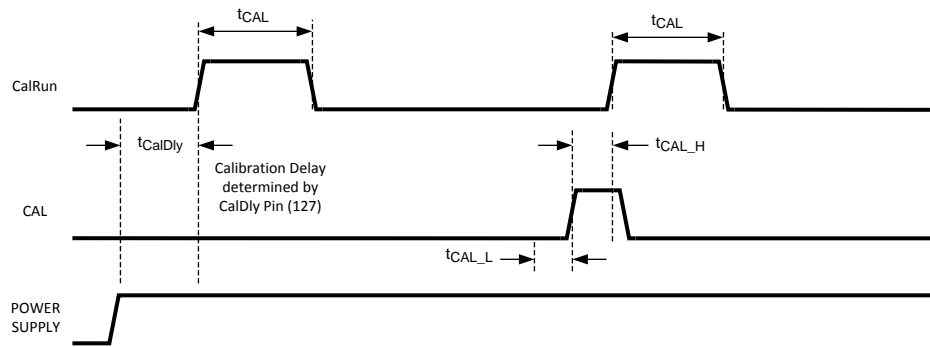 tCAL
tCAL
CalRun
tCalDly
tCAL_H
Calibration Delay
determined by
CalDly Pin (127)
CAL
tCAL_L
POWER
SUPPLY